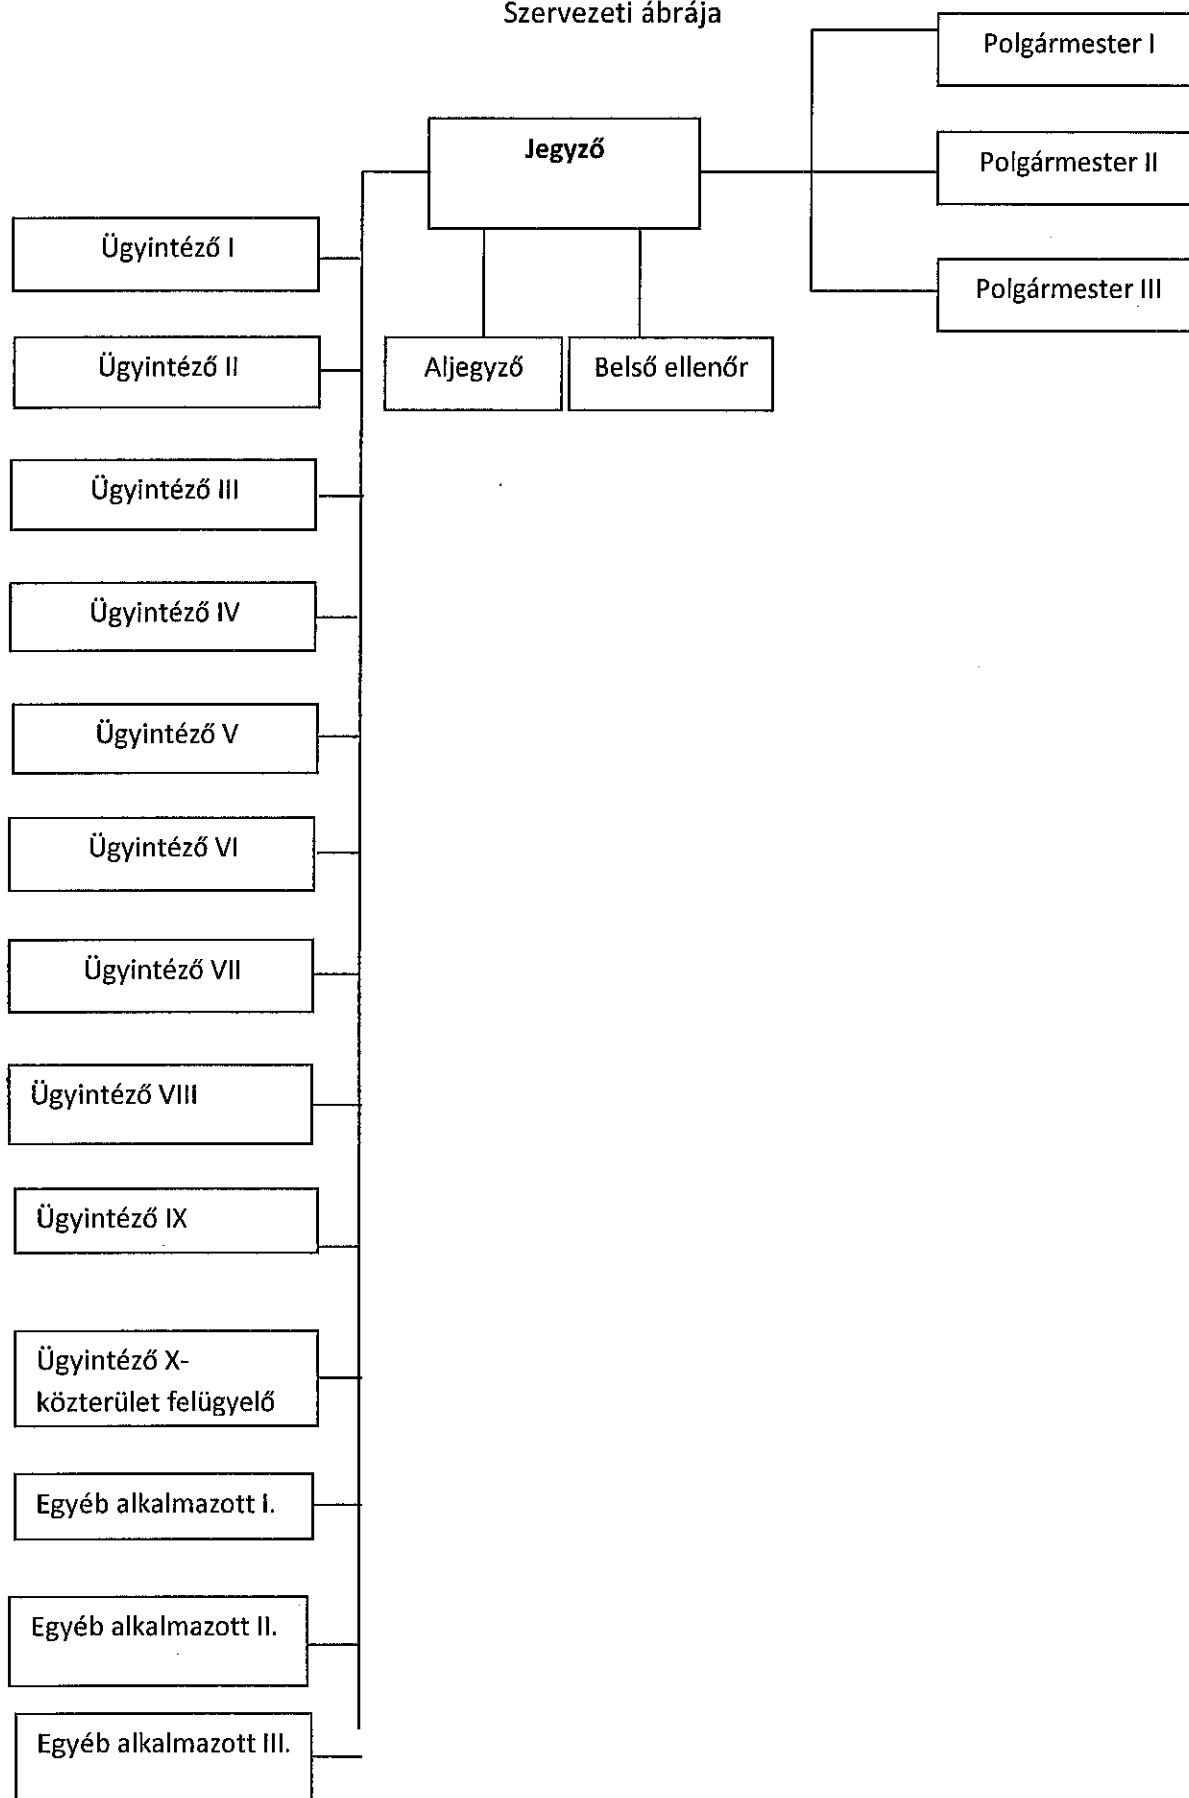 Szervezeti ábrája
Polgármester I
Jegyző
Polgármester II
Ügyintéző I
Polgármester III
Ügyintéző II
Aljegyző
Belső ellenőr
Ügyintéző III
Ügyintéző IV
Ügyintéző V
Ügyintéző VI
Ügyintéző VII
Ügyintéző VIII
Ügyintéző IX
Ügyintéző X-
közterület felügyelő
Egyéb alkalmazott I.
Egyéb alkalmazott II.
Egyéb alkalmazott III.